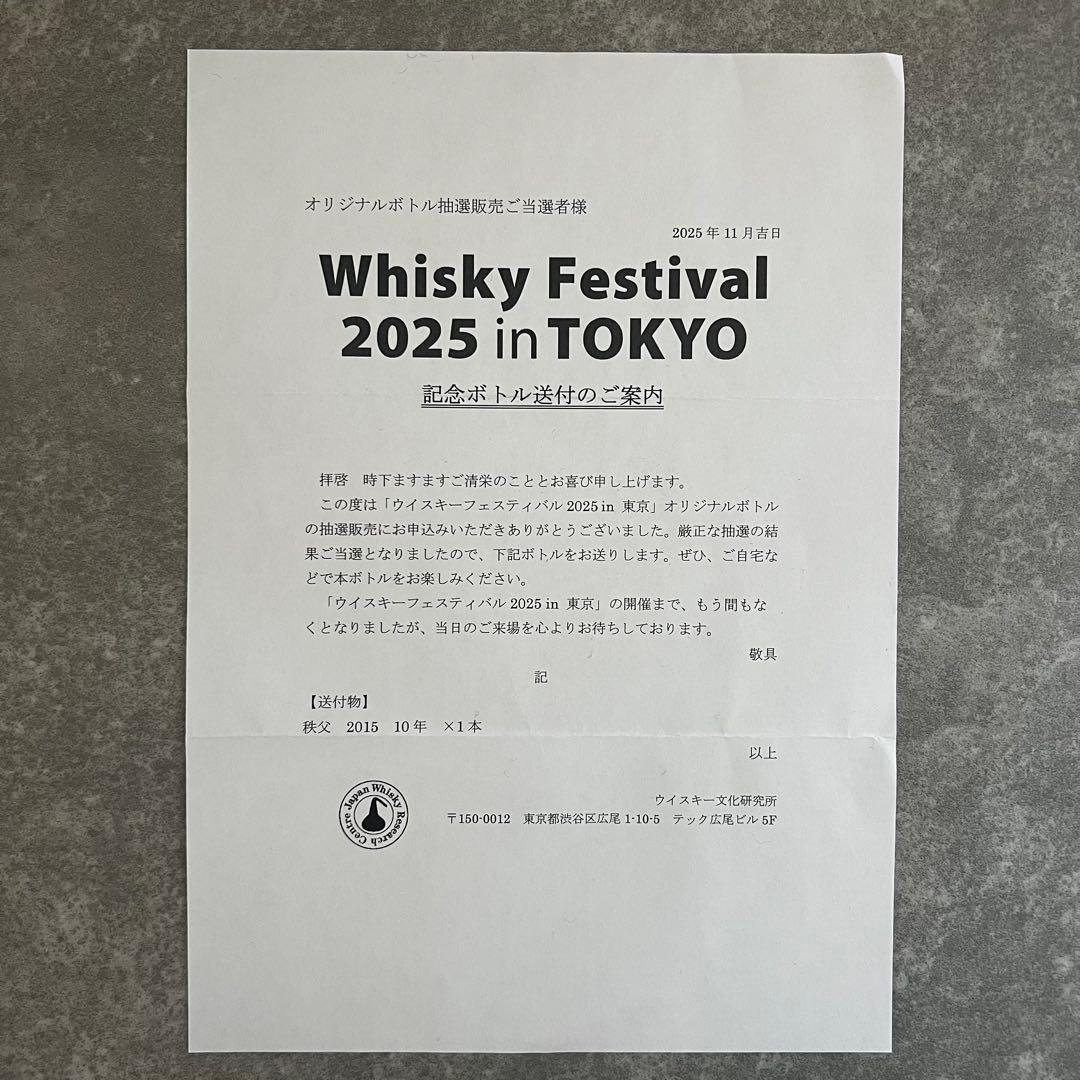 オリジナルボトル抽選販売ご当選者様
2025年11月吉日
Whisky Festival
2025 in TOKYO
記念ボトル送付のご案内
拝啓　時下ますますご清栄のこととお喜び申し上げます。
この度は「ウイスキーフェスティバル 2025 in 東京」オリジナルボトル
の抽選販売にお申込みいただきありがとうございました。厳正な抽選の結
果ご当選となりましたので、下記ボトルをお送りします。ぜひ、ご自宅な
どで本ボトルをお楽しみください。
「ウイスキーフェスティバル 2025 in 東京」の開催まで、もう間もな
くとなりましたが、当日のご来場を心よりお待ちしております。
敬具
記
【送付物】
秩父　2015　10年　×1本
以上
Japan Whisky Research Centre
ウイスキー文化研究所
〒150-0012　東京都渋谷区広尾 1-10-5　テック広尾ビル 5F